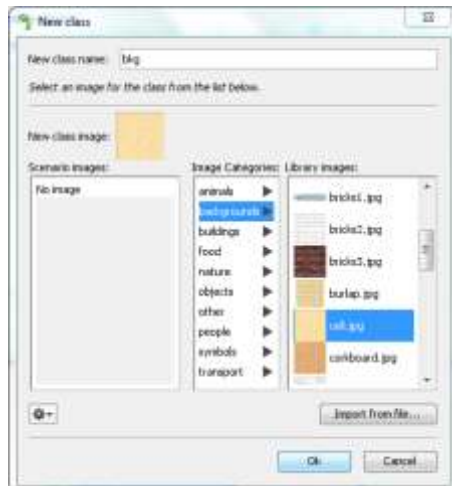 New class
New class name: bkg
Select an image for the class from the list below.
New class image:
Scenario images:
No image
Image Categories:
animals
backgrounds
buildings
food
nature
objects
other
people
symbols
transport
Library images:
bricks1.jpg
bricks2.jpg
bricks3.jpg
burlap.jpg
cell.jpg
corkboard.jpg
Import from file...
Ok
Cancel